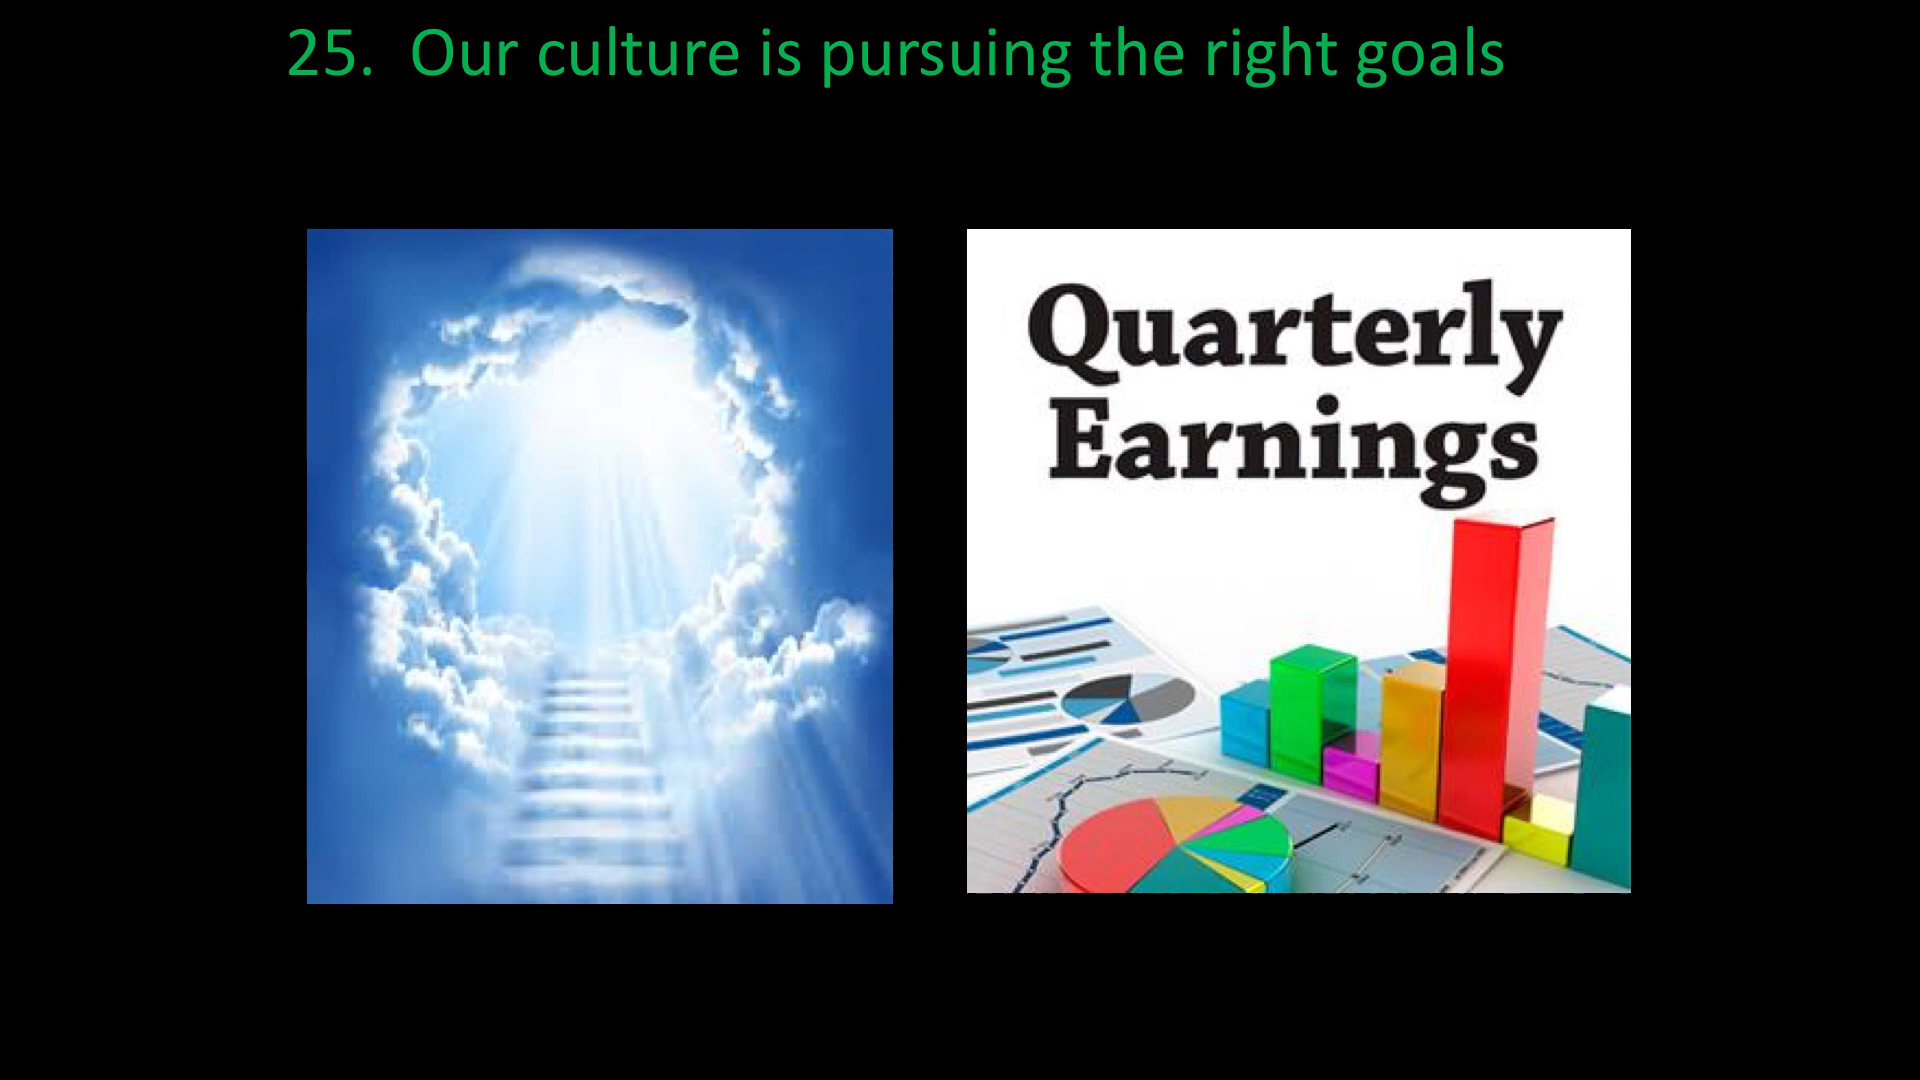 25. Our culture is pursuing the right goals
Quarterly
Earnings